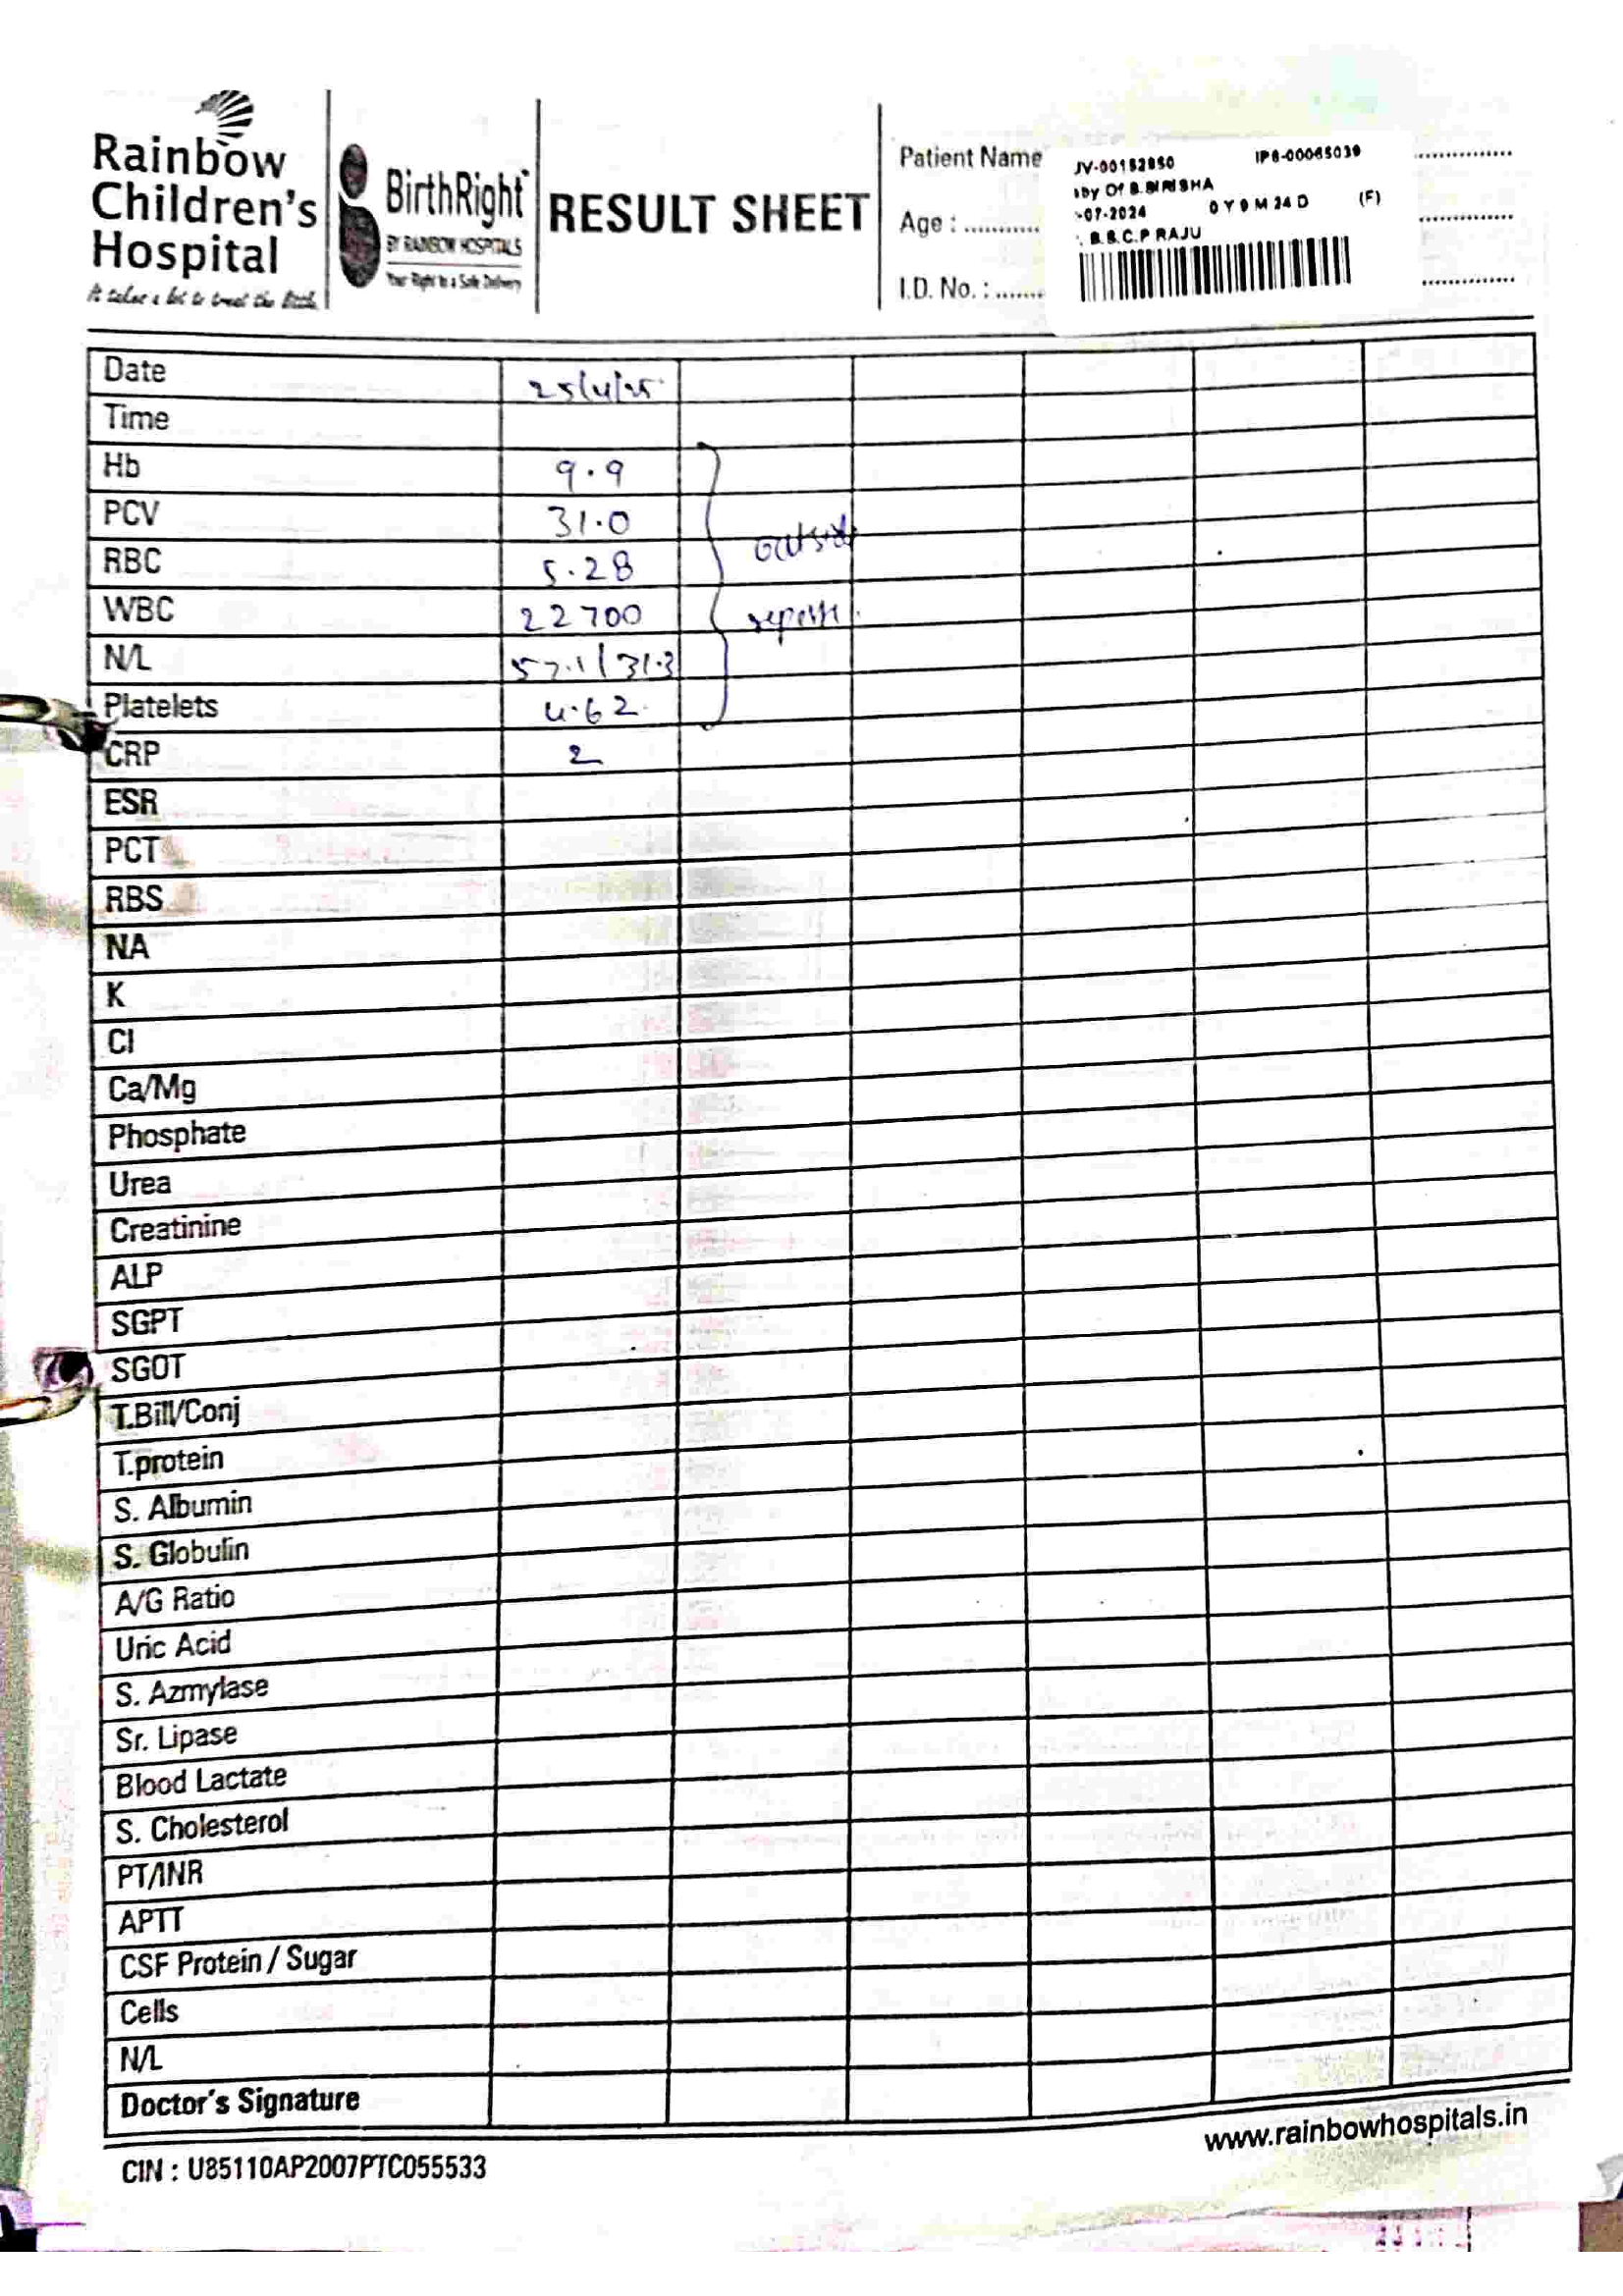 Rainbow
Children's
Hospital
It takes a lot to treat the little.
BirthRight
BY RAINBOW HOSPITALS
Your Right to a Safe Delivery
RESULT SHEET
Patient Name
Age : ...........
I.D. No. : .......
JV-00152950 IP6-00065039
aby Of B.SIRISHA
-07-2024 0 Y 9 M 24 D (F)
. B.S.C.P RAJU
Date 25/4/25
Time
Hb 9.9
PCV 31.0
RBC 5.28 outside
WBC 22700 reports
N/L 57.1/31.3
Platelets 4.62
CRP 2
ESR
PCT
RBS
NA
K
Cl
Ca/Mg
Phosphate
Urea
Creatinine
ALP
SGPT
SGOT
T.Bill/Conj
T.protein
S. Albumin
S. Globulin
A/G Ratio
Uric Acid
S. Azmylase
Sr. Lipase
Blood Lactate
S. Cholesterol
PT/INR
APTT
CSF Protein / Sugar
Cells
N/L
Doctor's Signature
www.rainbowhospitals.in
CIN : U85110AP2007PTC055533